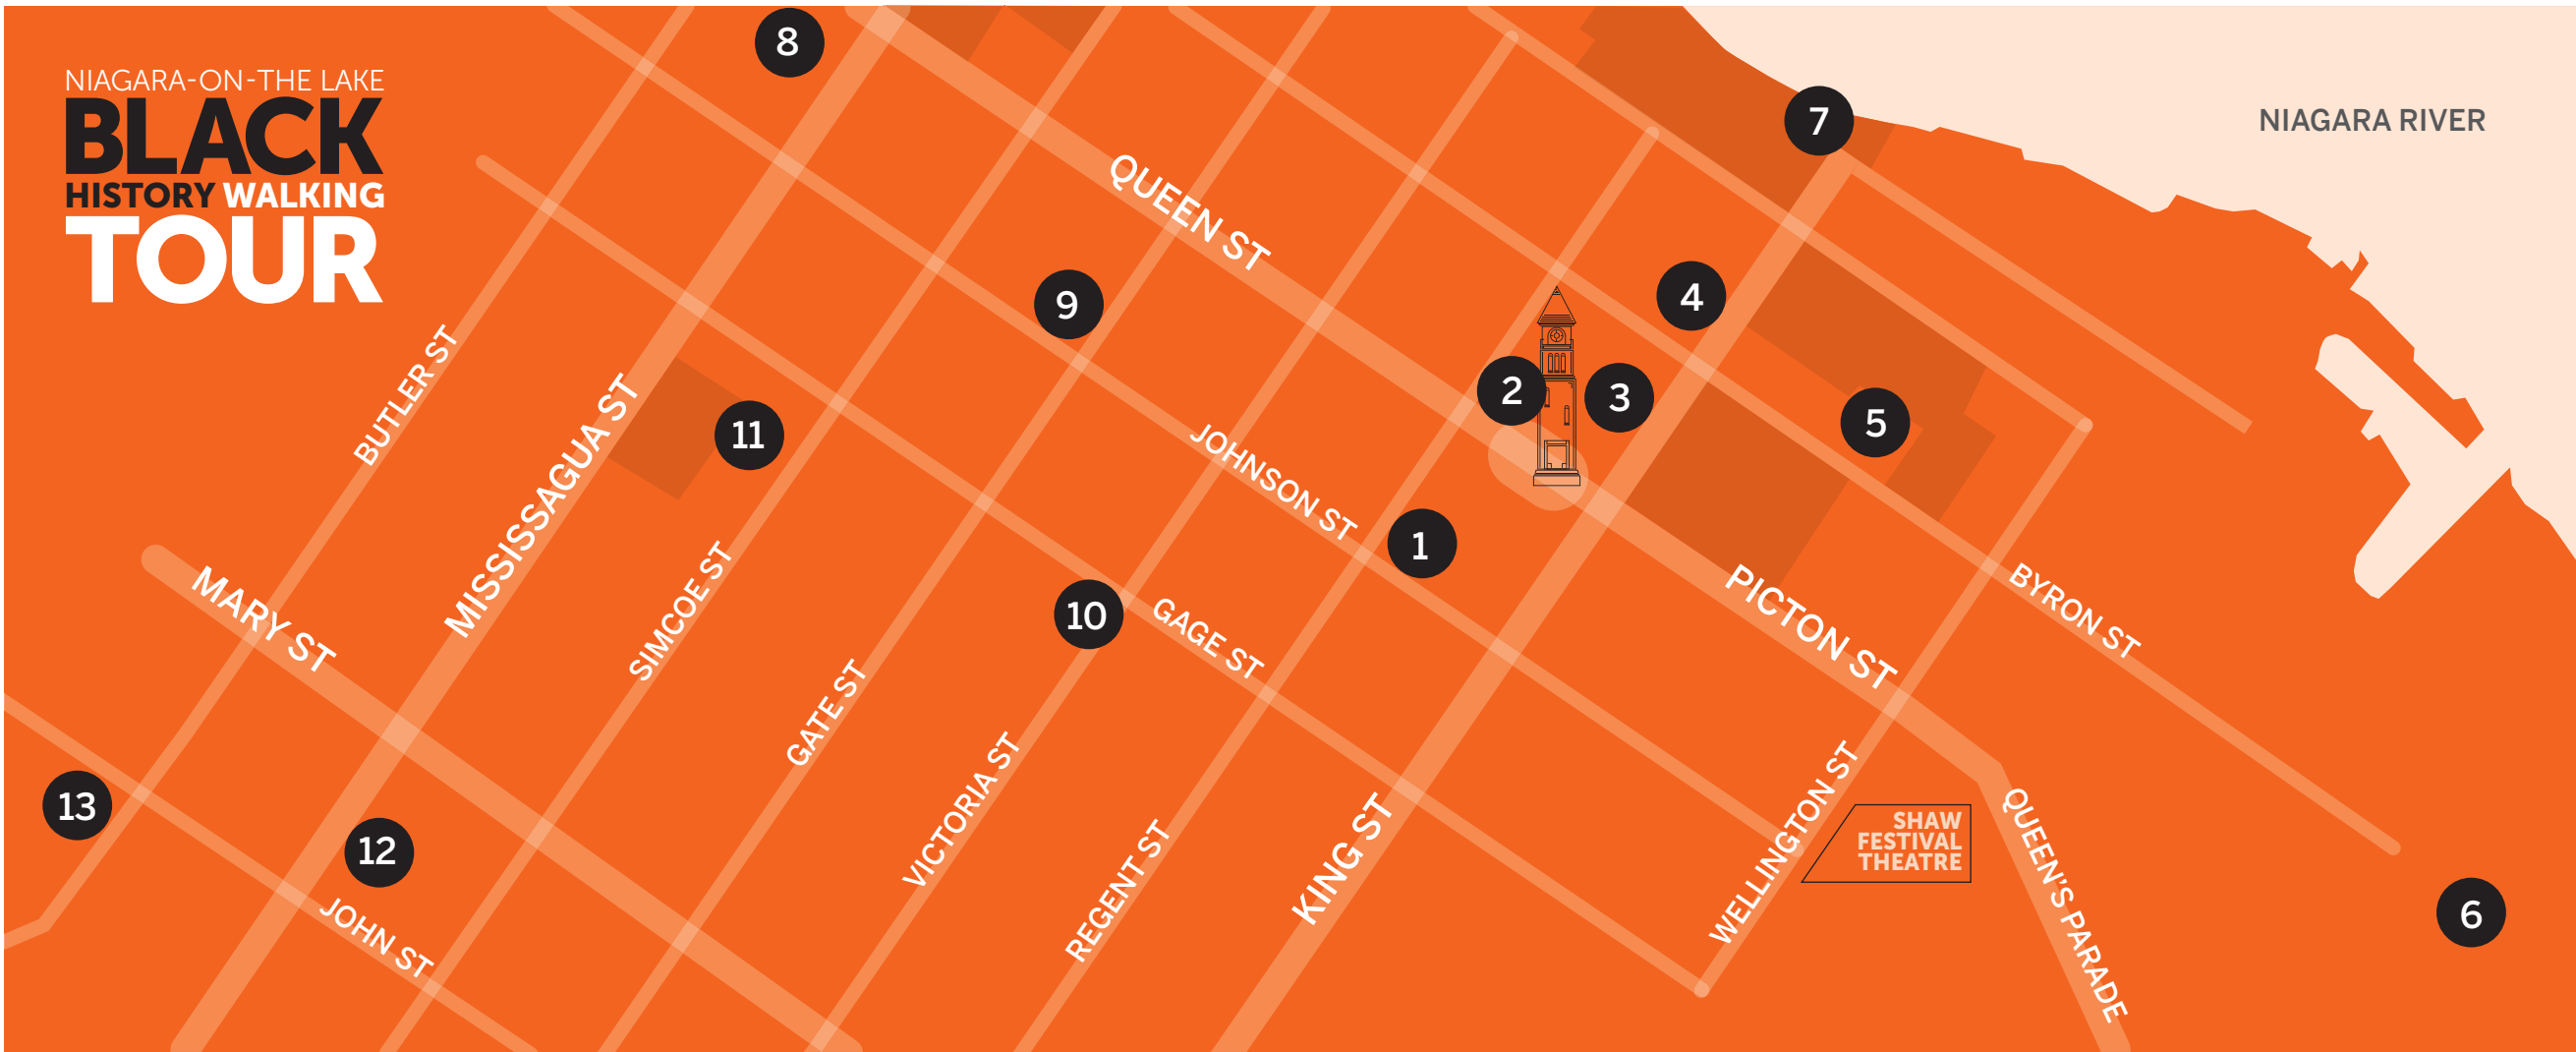 NIAGARA-ON-THE LAKE
BLACK
HISTORY WALKING
TOUR
8
7
NIAGARA RIVER
QUEEN ST
9
4
2
3
5
BUTLER ST
MISSISSAGUA ST
11
JOHNSON ST
1
MARY ST
SIMCOE ST
10
GAGE ST
PICTON ST
BYRON ST
GATE ST
VICTORIA ST
REGENT ST
KING ST
WELLINGTON ST
SHAW
FESTIVAL
THEATRE
QUEEN'S PARADE
13
12
JOHN ST
6